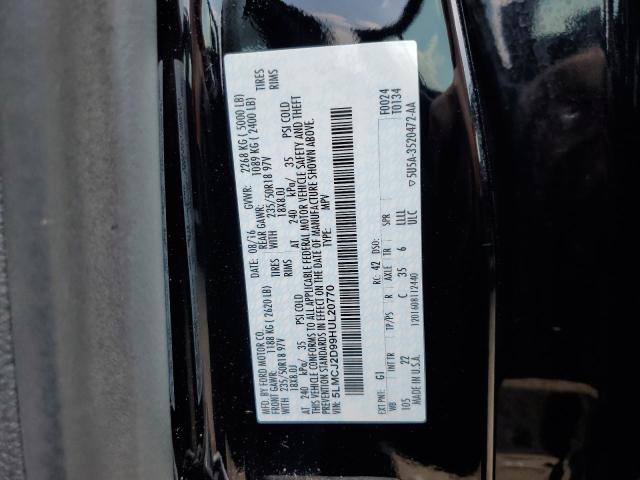 MFD. BY FORD MOTOR CO.
DATE: 08/16 GVWR: 2268 KG ( 5000 LB)
FRONT GAWR: 1188 KG ( 2620 LB) REAR GAWR: 1089 KG ( 2400 LB)
WITH 235/50R18 97V TIRES WITH 235/50R18 97V TIRES
18X8.0J RIMS 18X8.0J RIMS
AT 240 kPa/ 35 PSI COLD AT 240 kPa/ 35 PSI COLD
THIS VEHICLE CONFORMS TO ALL APPLICABLE FEDERAL MOTOR VEHICLE SAFETY AND THEFT
PREVENTION STANDARDS IN EFFECT ON THE DATE OF MANUFACTURE SHOWN ABOVE.
VIN: 5LMCJ2D99HUL20770 TYPE: MPV
F0024
T0134
EXT PNT: G1 RC: 42 DSO:
WB INT TR TP/PS R AXLE TR SPR
105 22 C 35 6 LLLL
ULC
MADE IN U.S.A. 1201608112440
▽5U5A-3520472-AA